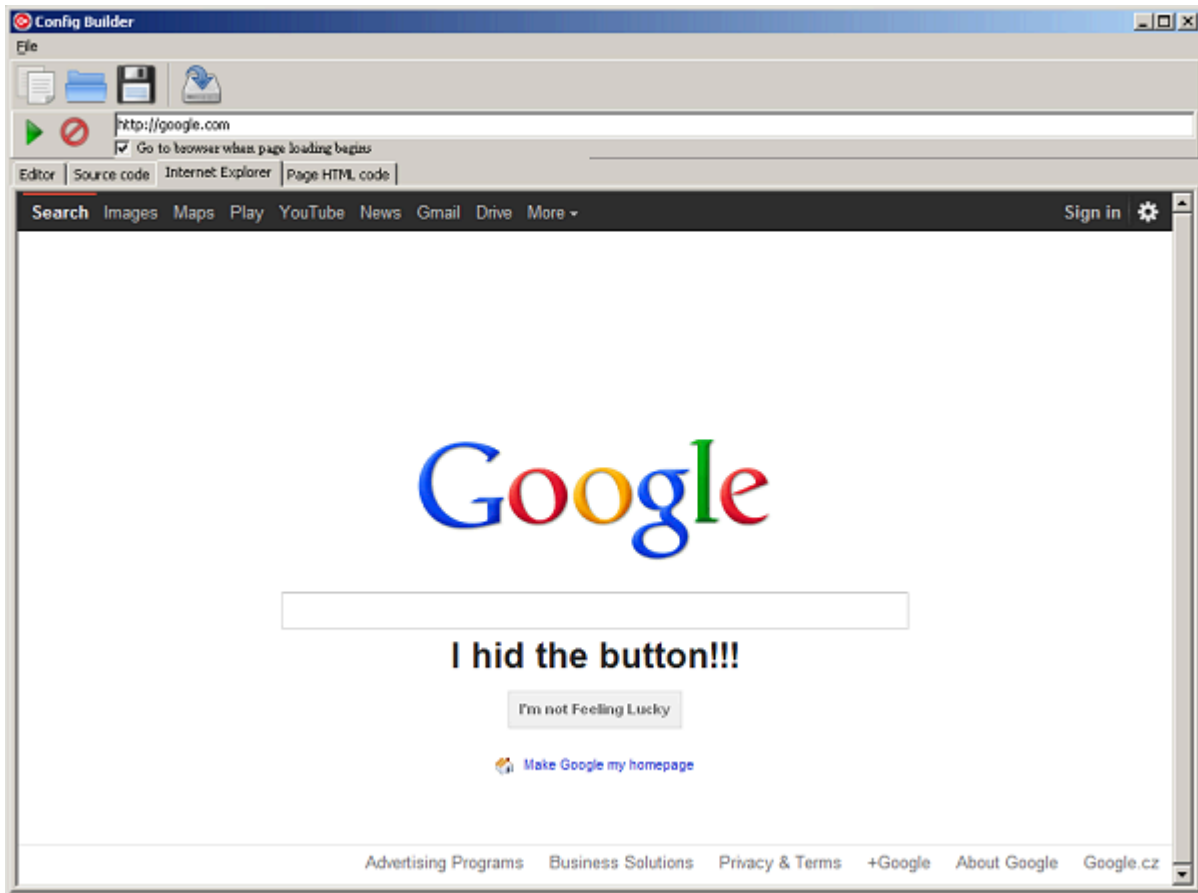 Config Builder
File
http://google.com
Go to browser when page loading begins
Editor Source code Internet Explorer Page HTML code
Search Images Maps Play YouTube News Gmail Drive More Sign in
Google
I hid the button!!!
I'm not Feeling Lucky
Make Google my homepage
Advertising Programs Business Solutions Privacy & Terms +Google About Google Google.cz